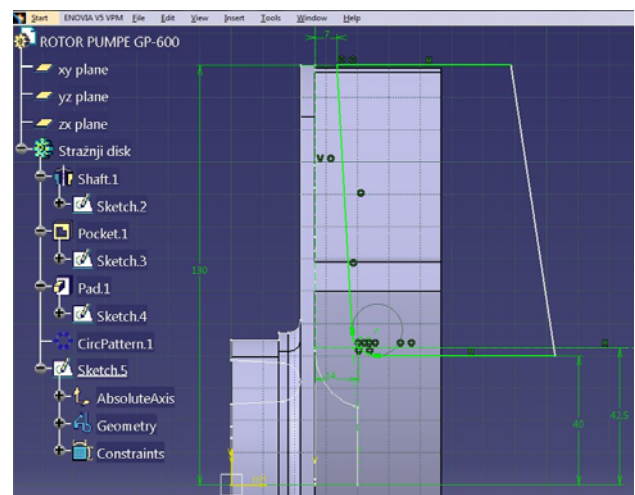 Start ENOVIA V5 VPM File Edit View Insert Tools Window Help
ROTOR PUMPE GP-600
xy plane
yz plane
zx plane
Stražnji disk
Shaft.1
Sketch.2
Pocket.1
Sketch.3
Pad.1
Sketch.4
CircPattern.1
Sketch.5
AbsoluteAxis
Geometry
Constraints
7
V
130
14
40
42.5